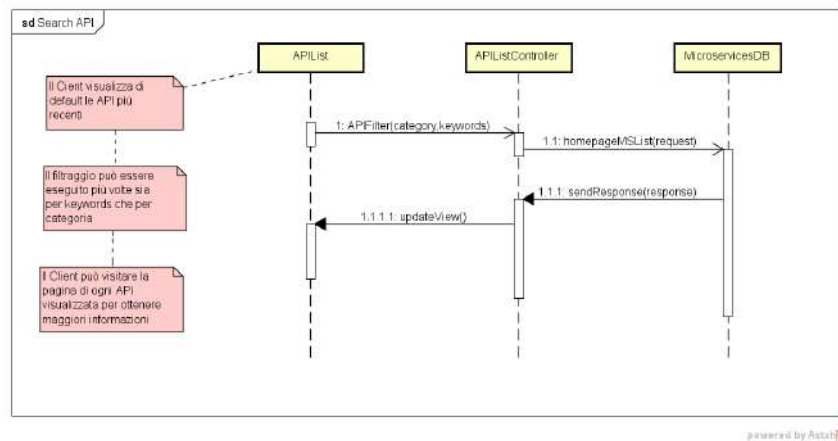 sd Search API
APIList
APIListController
MicroservicesDB
Il Cient visualizza di
default le API più
recenti
1: APIFilter(category,keywords)
1.1: homepageMSList(request)
Il filtraggio può essere
eseguito più volte sia
per keywords che per
categoria
1.1.1: sendResponse(response)
1.1.1.1: updateView()
Il Client può visitare la
pagina di ogni API
visualizzata per ottenere
maggiori informazioni
powered by Astah